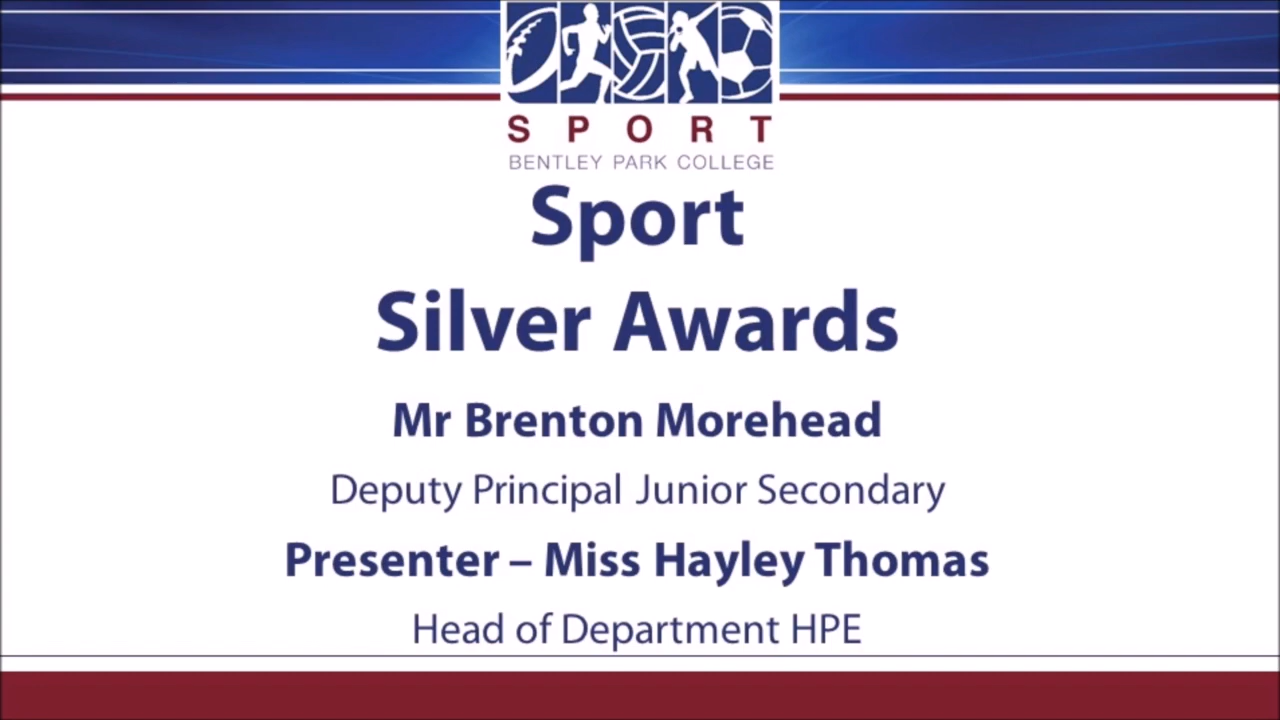 SPORT
BENTLEY PARK COLLEGE
Sport
Silver Awards
Mr Brenton Morehead
Deputy Principal Junior Secondary
Presenter – Miss Hayley Thomas
Head of Department HPE